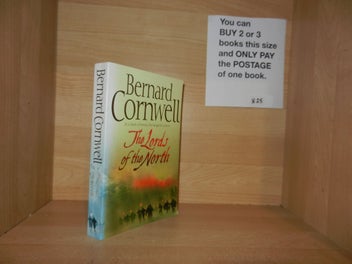 You can
BUY 2 or 3
books this size
and ONLY PAY
the POSTAGE
of one book.
Bernard
Cornwell
The Lords
of the North
Bernard Cornwell